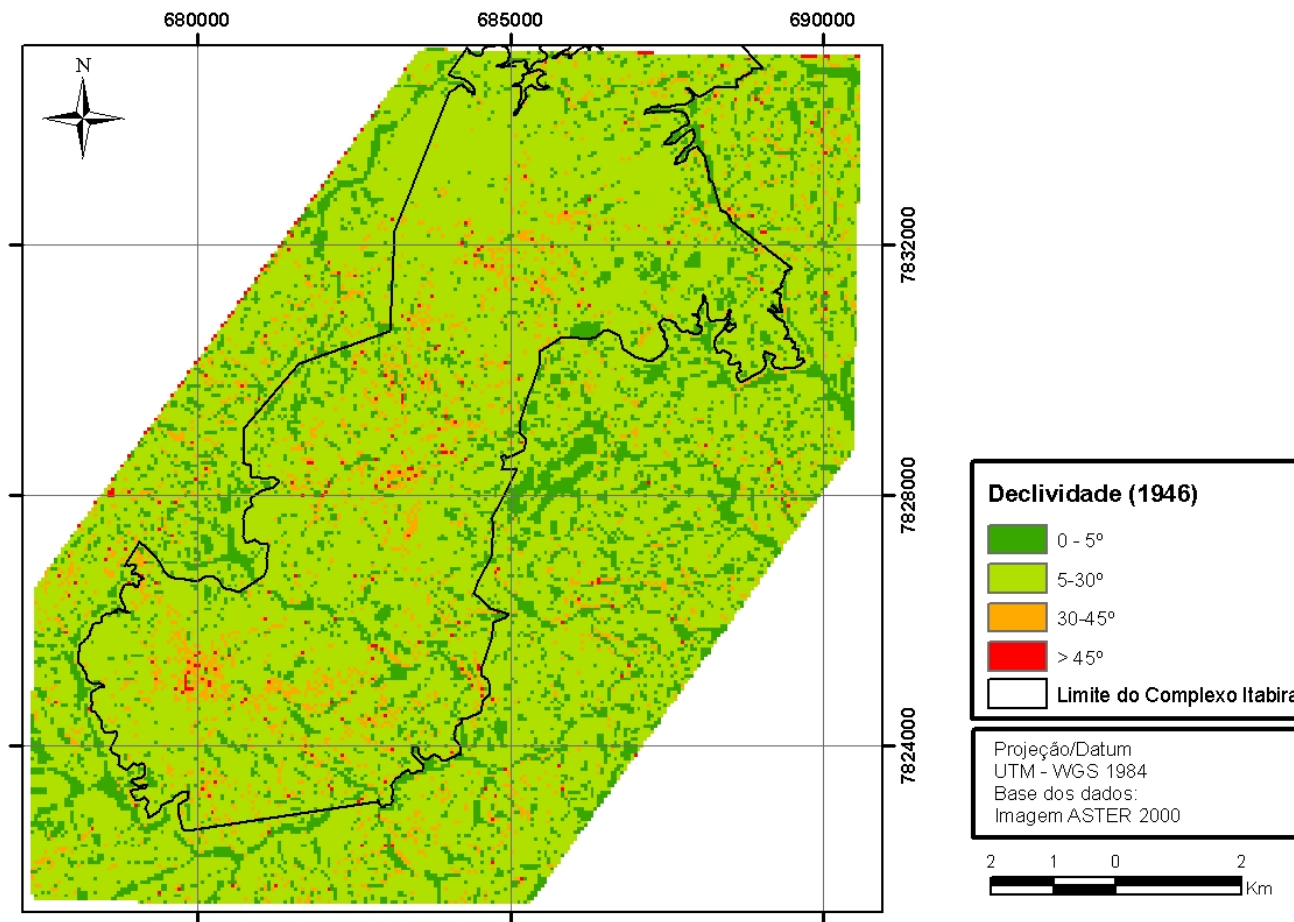 680000 685000 690000
N
7832000
7828000
7824000
Declividade (1946)
0 - 5º
5-30º
30-45º
> 45º
Limite do Complexo Itabira
Projeção/Datum
UTM - WGS 1984
Base dos dados:
Imagem ASTER 2000
2 1 0 2
Km